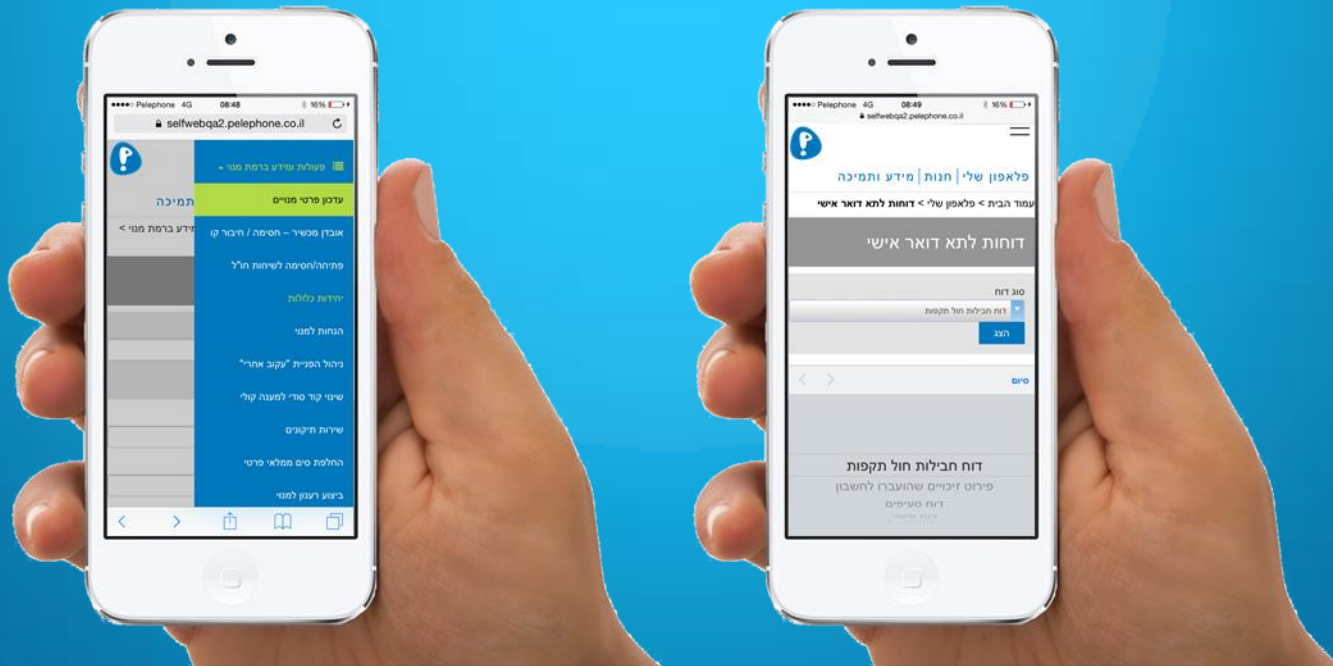 Pelephone 4G 08:48 16%
selfwebqa2.pelephone.co.il
תמיכה
מידע ברמת מנוי >
פעולות ומידע ברמת מנוי -
עדכון פרטי מנויים
אובדן מכשיר – חסימה / חיבור קו
פתיחה/חסימה לשיחות חו"ל
יחידות כלולות
הנחות למנוי
ניהול הפניית "עקוב אחרי"
שינוי קוד סודי למענה קולי
שירות תיקונים
החלפת סים ממלאי פרטי
ביצוע רענון למנוי
Pelephone 4G 08:49 16%
selfwebqa2.pelephone.co.il
פלאפון שלי | חנות | מידע ותמיכה
עמוד הבית > פלאפון שלי > דוחות לתא דואר אישי
דוחות לתא דואר אישי
סוג דוח
דוח חבילות חול תקפות
הצג
סיום
דוח חבילות חול תקפות
פירוט זיכויים שהועברו לחשבון
דוח סעיפים